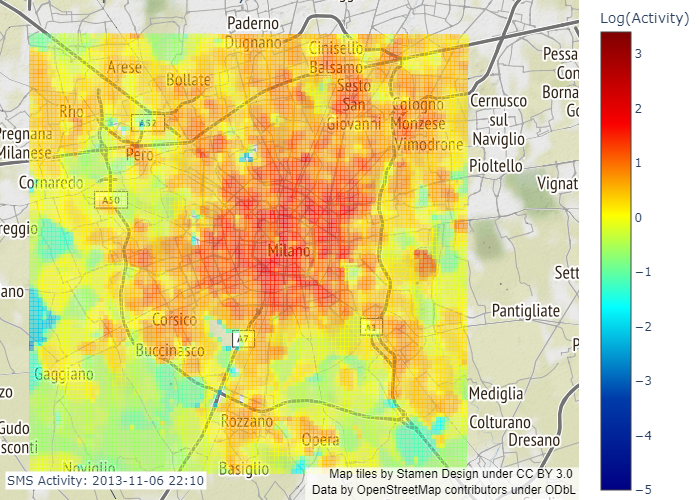 Log(Activity)
Paderno
Dugnano
Cinisello
Balsamo
Arese
Bollate
Sesto
San
Giovanni
Pessa
Con
Borna
Go
Rho
A52
Cologno
Monzese
Cernusco
sul
Naviglio
Pregnana
Milanese
Pero
Vimodrone
Pioltello
Cornaredo
Vignat
A50
reggio
Milano
Sett
ano
Pantigliate
Corsico
A7
A1
P
Buccinasco
Gaggiano
zo
Mediglia
Rozzano
Colturano
Gudo
sconti
Opera
Dresano
Noviglio
Basiglio
3
2
1
0
−1
−2
−3
−4
−5
SMS Activity: 2013-11-06 22:10
Map tiles by Stamen Design under CC BY 3.0
Data by OpenStreetMap contributors under ODbL